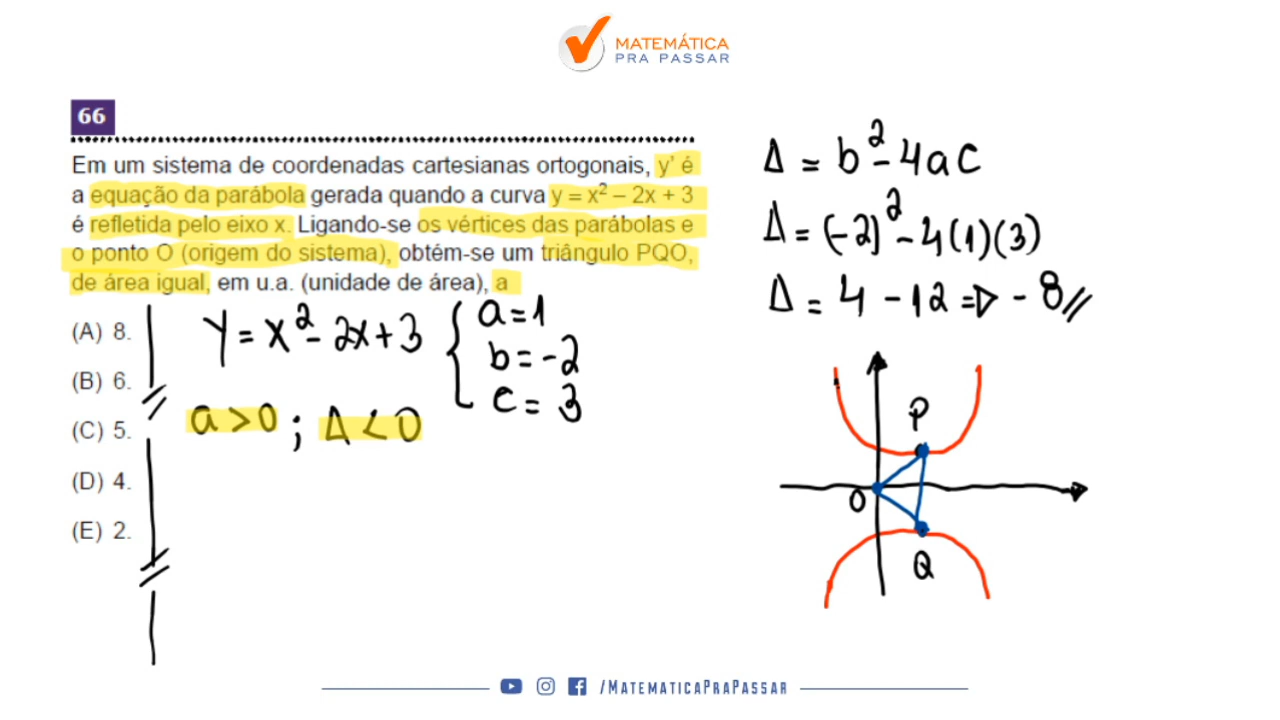 MATEMÁTICA
PRA PASSAR
66
Em um sistema de coordenadas cartesianas ortogonais, y' é
a equação da parábola gerada quando a curva y = x² – 2x + 3
é refletida pelo eixo x. Ligando-se os vértices das parábolas e
o ponto O (origem do sistema), obtém-se um triângulo PQO,
de área igual, em u.a. (unidade de área), a
(A) 8.
(B) 6.
(C) 5.
(D) 4.
(E) 2.
Y = x² - 2x + 3
a = 1
b = -2
c = 3
a > 0 ; Δ < 0
Δ = b² - 4ac
Δ = (-2)² - 4(1)(3)
Δ = 4 - 12 => - 8//
P
O
Q
/MATEMATICAPRAPASSAR